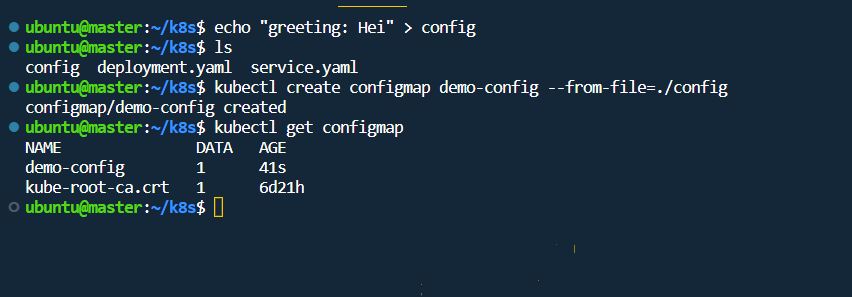 ubuntu@master:~/k8s$ echo "greeting: Hei" > config
ubuntu@master:~/k8s$ ls
config  deployment.yaml  service.yaml
ubuntu@master:~/k8s$ kubectl create configmap demo-config --from-file=./config
configmap/demo-config created
ubuntu@master:~/k8s$ kubectl get configmap
NAME               DATA   AGE
demo-config        1      41s
kube-root-ca.crt   1      6d21h
ubuntu@master:~/k8s$